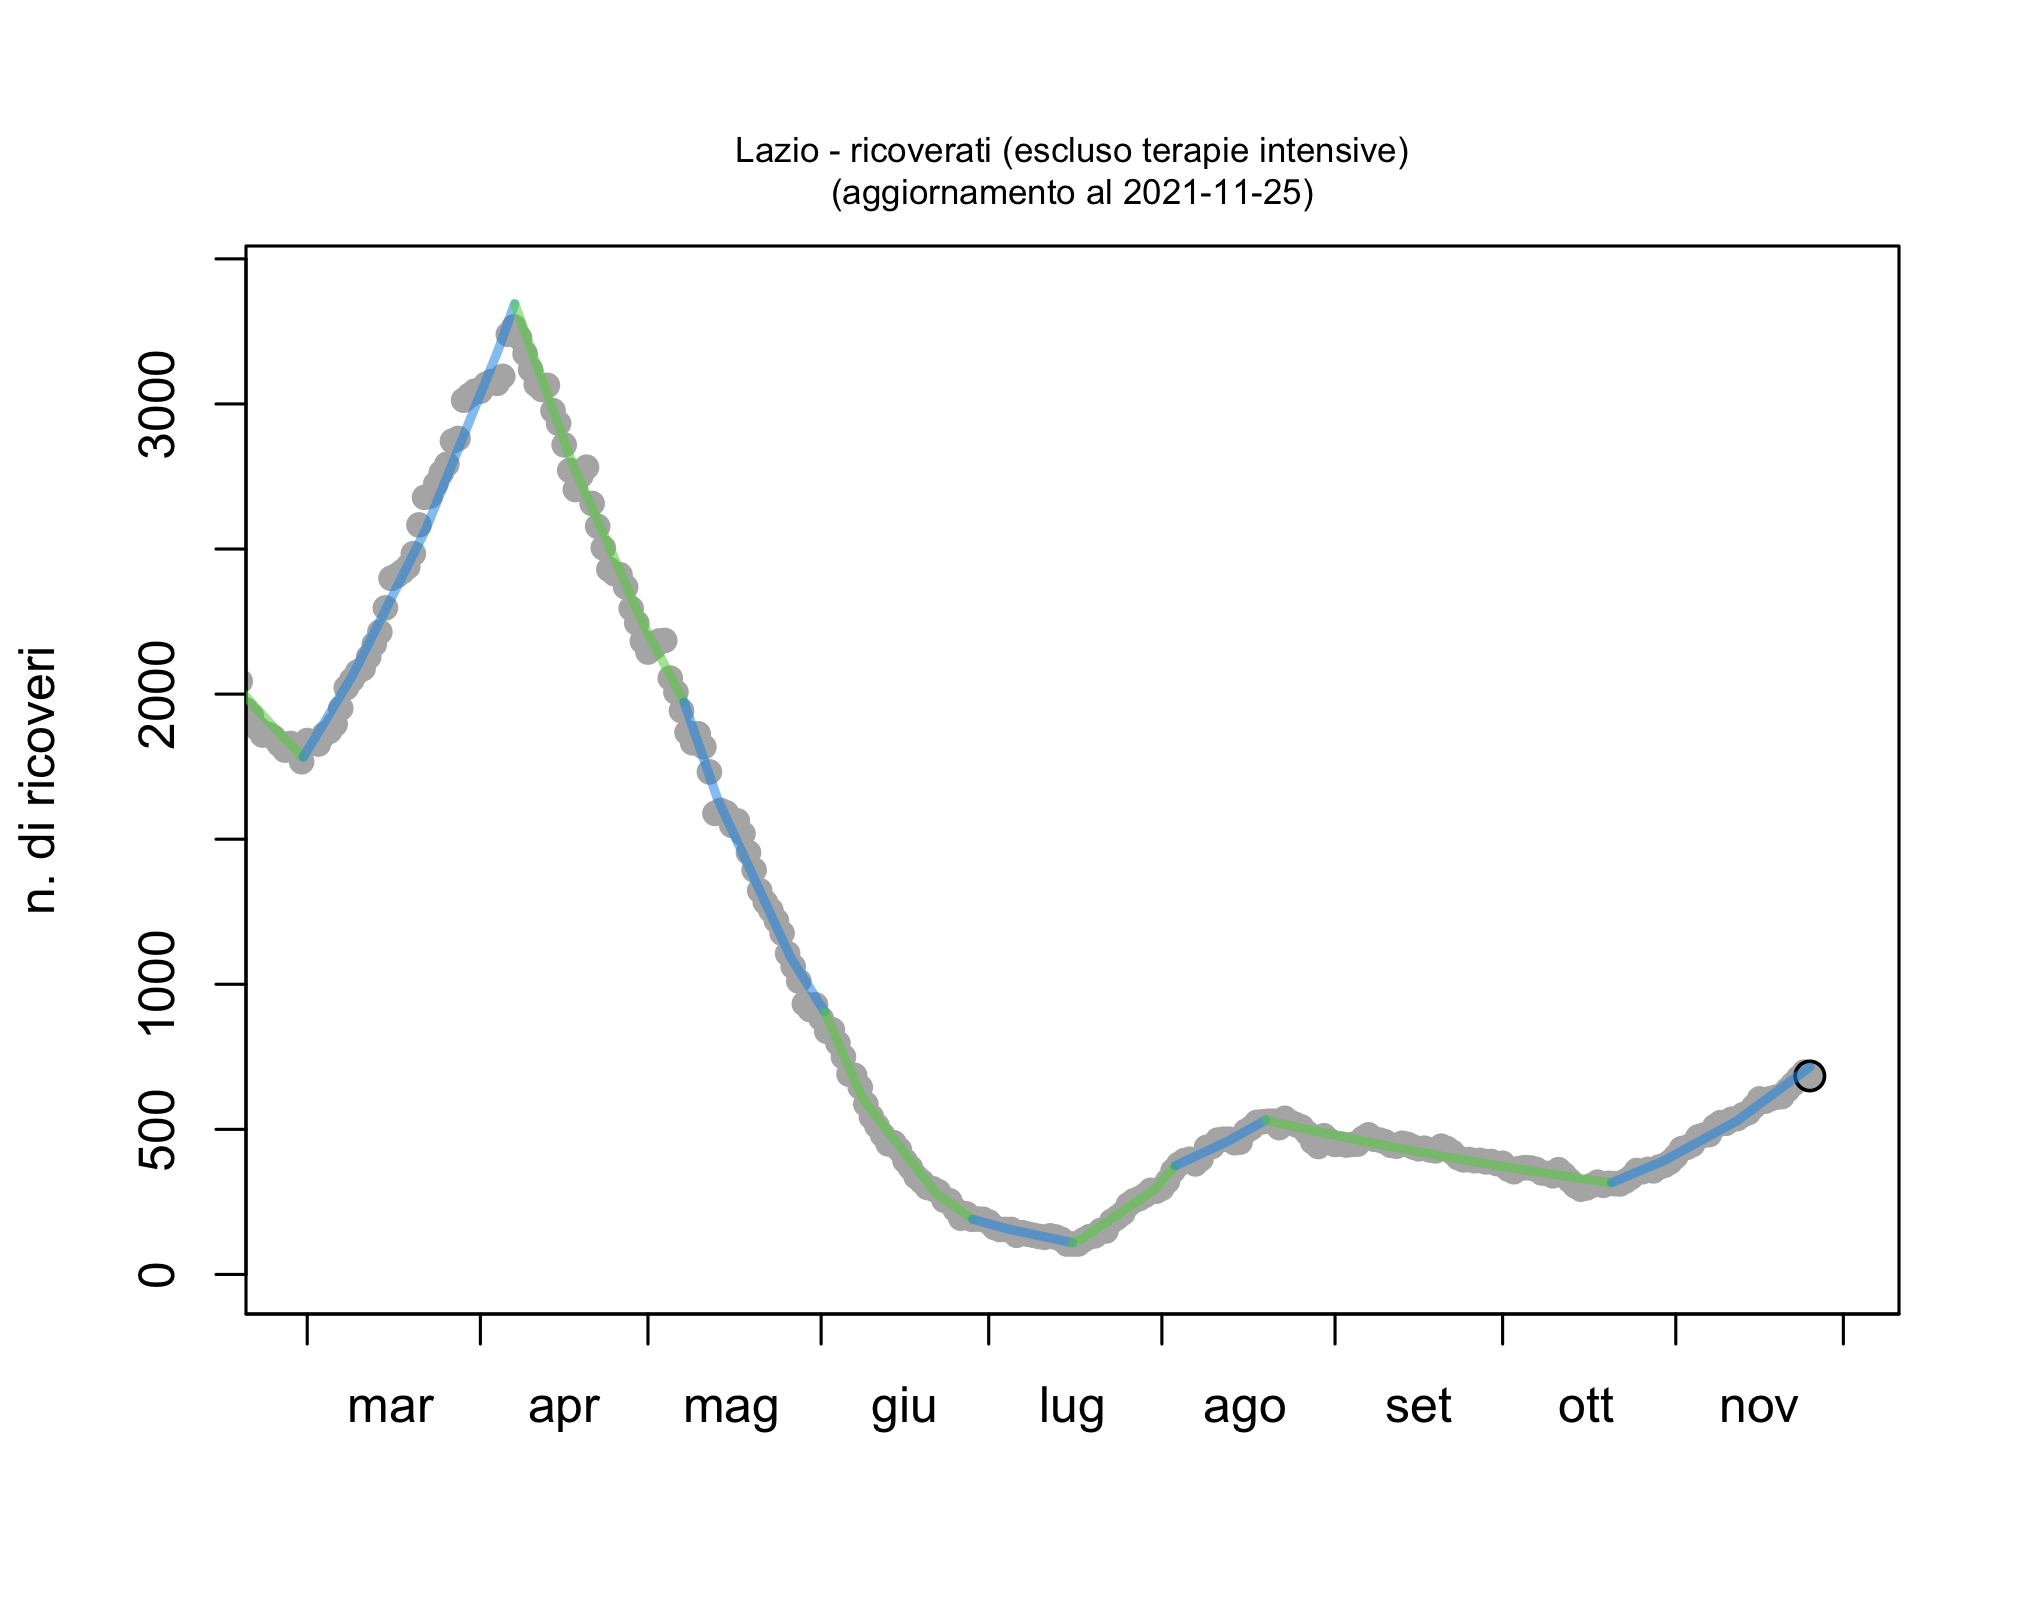 Lazio - ricoverati (escluso terapie intensive)
(aggiornamento al 2021-11-25)
n. di ricoveri
3000
2000
1000
500
0
mar apr mag giu lug ago set ott nov